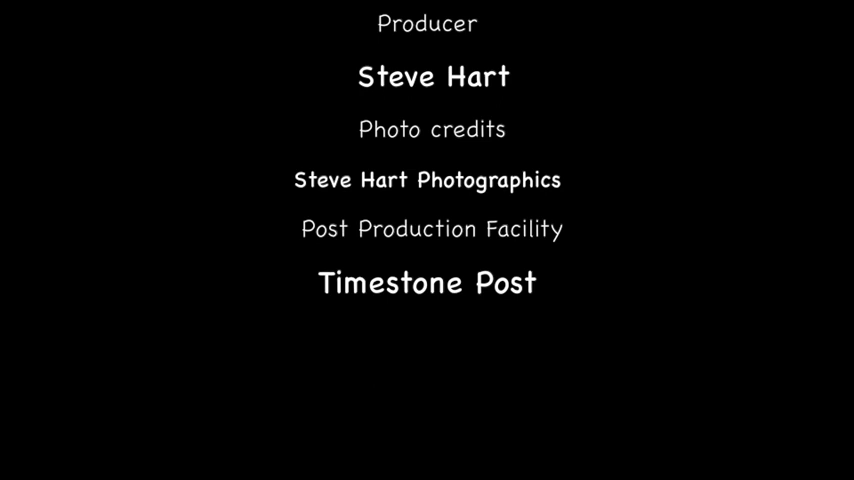 Producer
Steve Hart
Photo credits
Steve Hart Photographics
Post Production Facility
Timestone Post